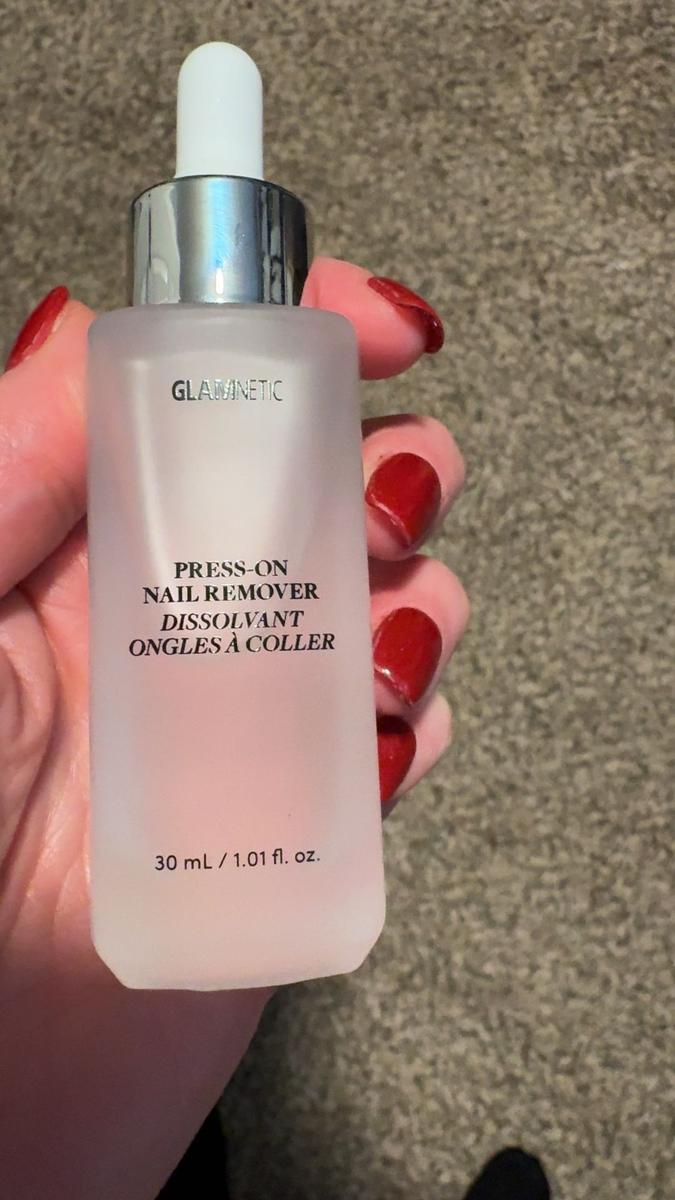 GLAMNETIC
PRESS-ON
NAIL REMOVER
DISSOLVANT
ONGLES À COLLER
30 mL / 1.01 fl. oz.